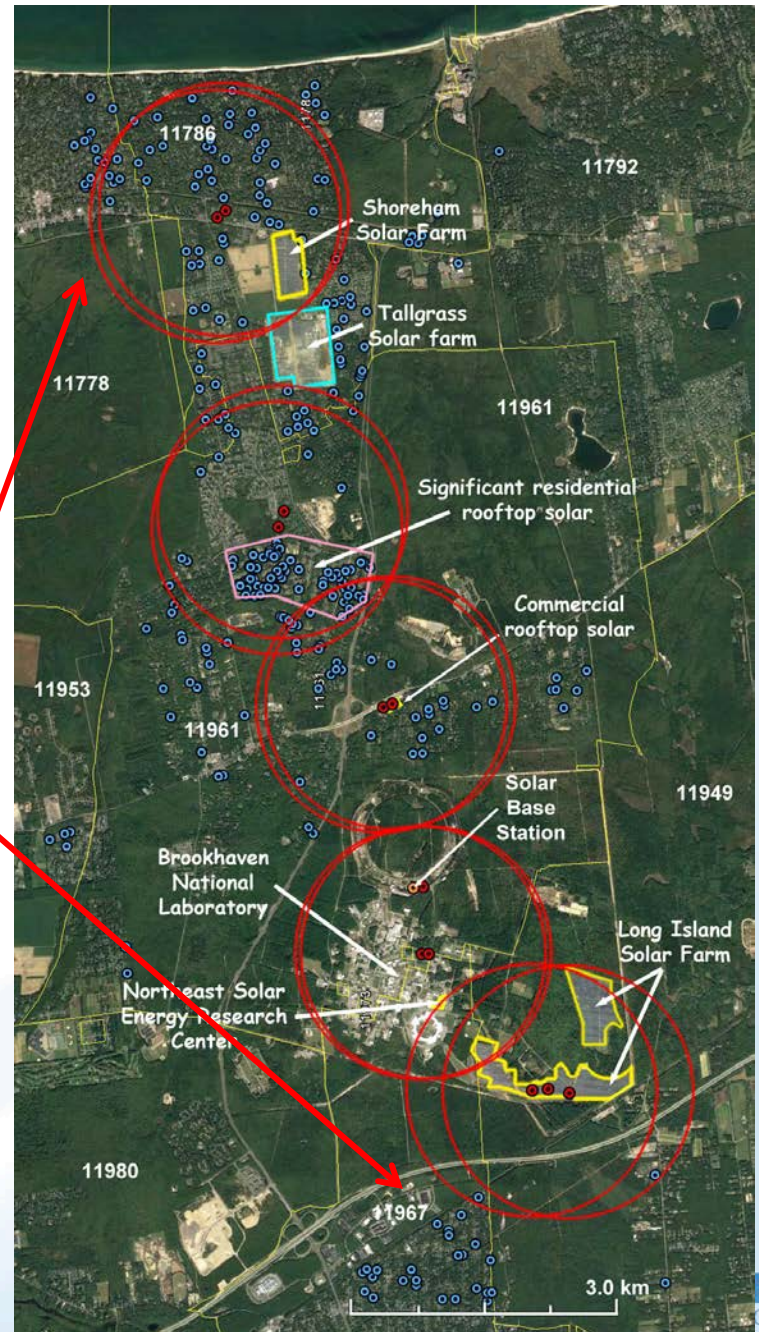 11786
1178
11792
Shoreham
Solar Farm
Tallgrass
Solar farm
11778
11961
Significant residential
rooftop solar
Commercial
rooftop solar
11953
11961
11949
Solar
Base
Station
Brookhaven
National
Laboratory
Long Island
Solar Farm
Northeast Solar
Energy Research
Center
11973
11980
11967
3.0 km